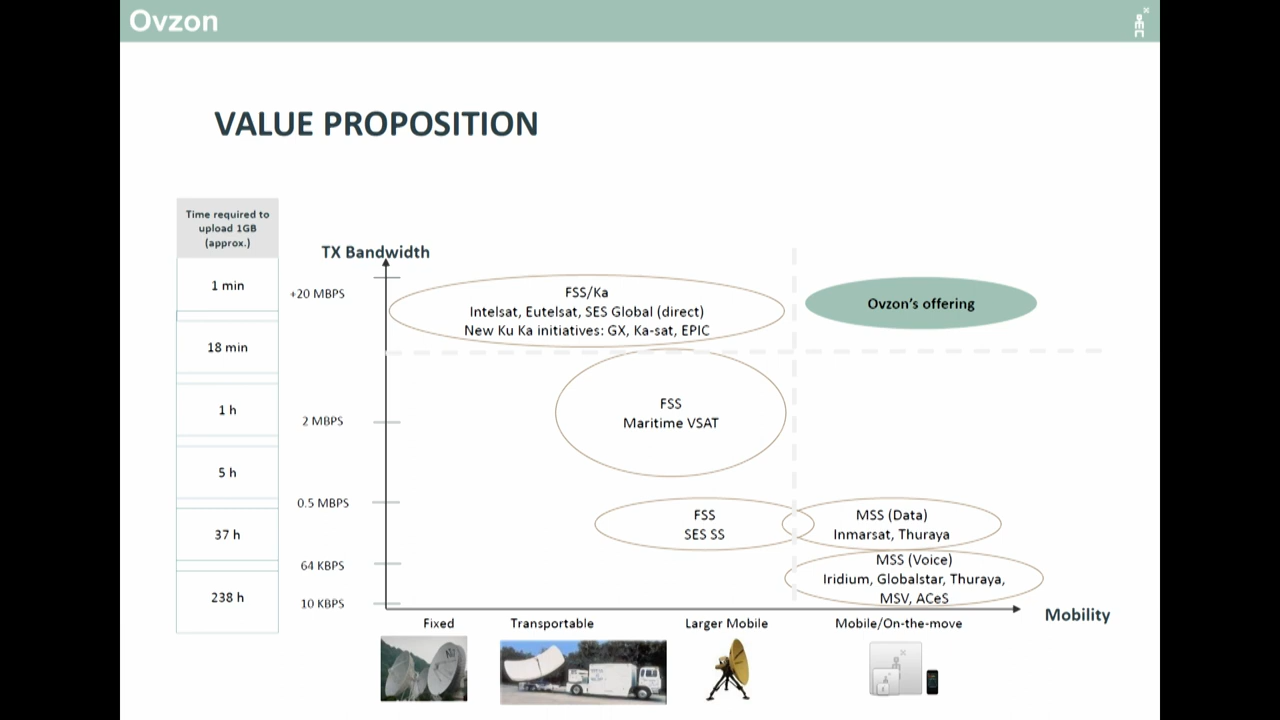 Ovzon
VALUE PROPOSITION
Time required to
upload 1GB
(approx.)
1 min
18 min
1 h
5 h
37 h
238 h
TX Bandwidth
+20 MBPS
2 MBPS
0.5 MBPS
64 KBPS
10 KBPS
FSS/Ka
Intelsat, Eutelsat, SES Global (direct)
New Ku Ka initiatives: GX, Ka-sat, EPIC
Ovzon's offering
FSS
Maritime VSAT
FSS
SES SS
MSS (Data)
Inmarsat, Thuraya
MSS (Voice)
Iridium, Globalstar, Thuraya,
MSV, ACeS
Mobility
Fixed
Transportable
Larger Mobile
Mobile/On-the-move